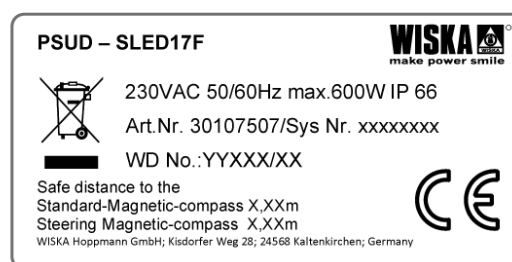 PSUD – SLED17F
WISKA
WISKA
make power smile
230VAC 50/60Hz max.600W IP 66
Art.Nr. 30107507/Sys Nr. xxxxxxxx
WD No.:YYXXX/XX
Safe distance to the
Standard-Magnetic-compass X,XXm
Steering Magnetic-compass X,XXm
WISKA Hoppmann GmbH; Kisdorfer Weg 28; 24568 Kaltenkirchen; Germany
CE